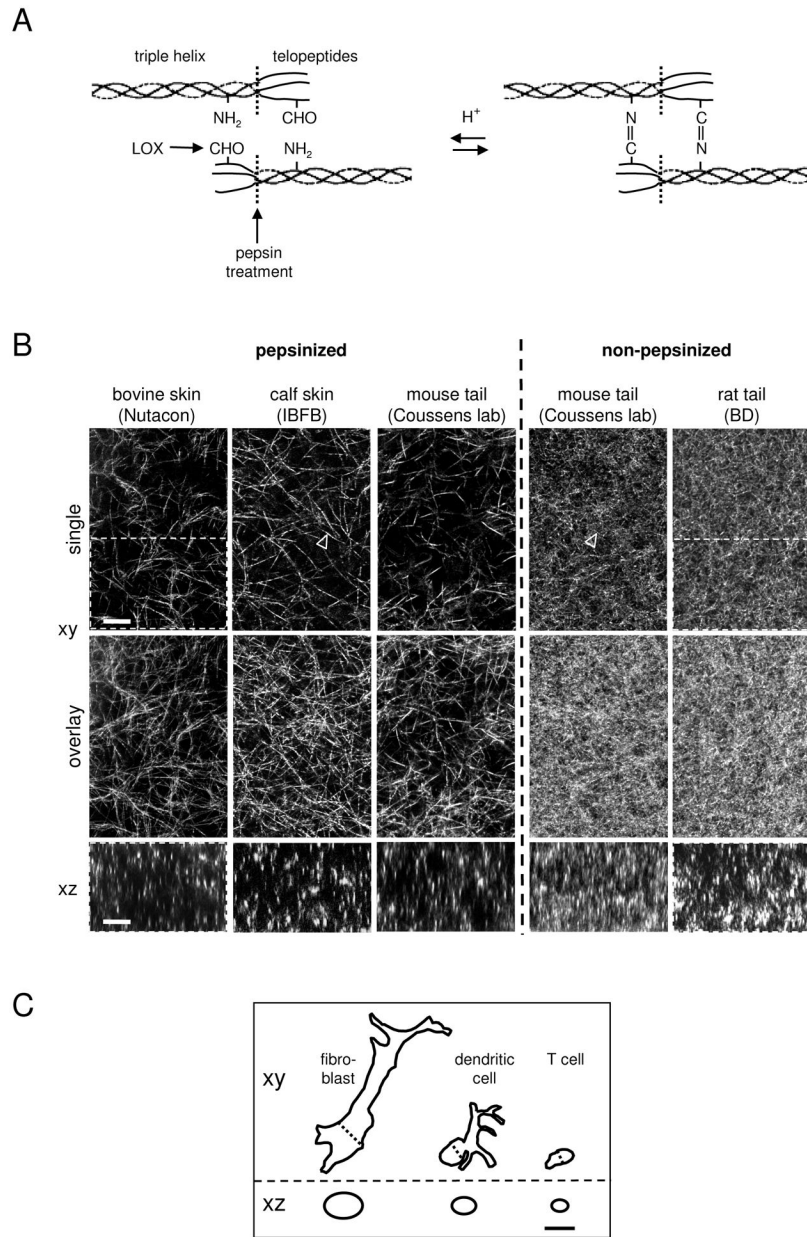 A
triple helix
telopeptides
NH₂
CHO
LOX
CHO
NH₂
pepsin
treatment
H⁺
N
C
C
N
B
pepsinized
non-pepsinized
bovine skin
(Nutacon)
calf skin
(IBFB)
mouse tail
(Coussens lab)
mouse tail
(Coussens lab)
rat tail
(BD)
single
xy
overlay
xz
C
xy
fibro-
blast
dendritic
cell
T cell
xz